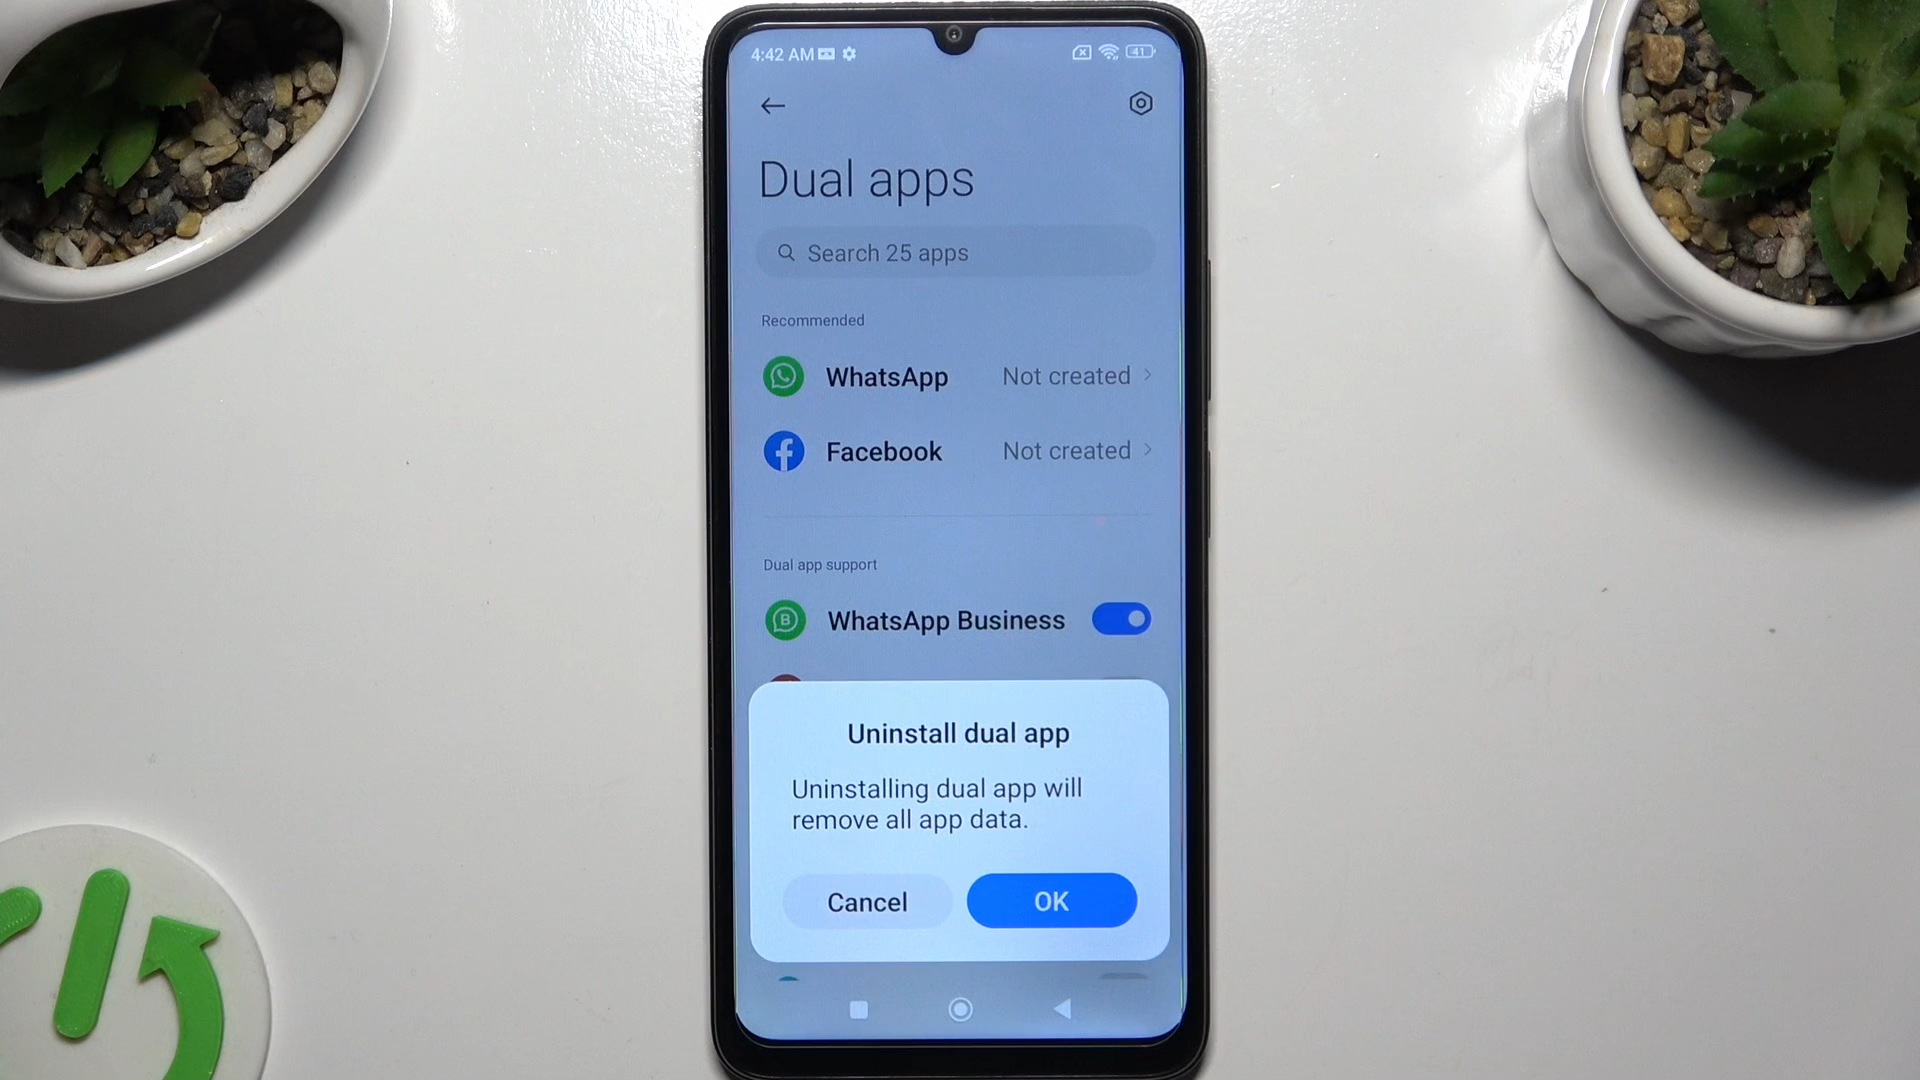 4:42 AM
41
Dual apps
Search 25 apps
Recommended
WhatsApp Not created
Facebook Not created
Dual app support
B WhatsApp Business
Uninstall dual app
Uninstalling dual app will
remove all app data.
Cancel OK